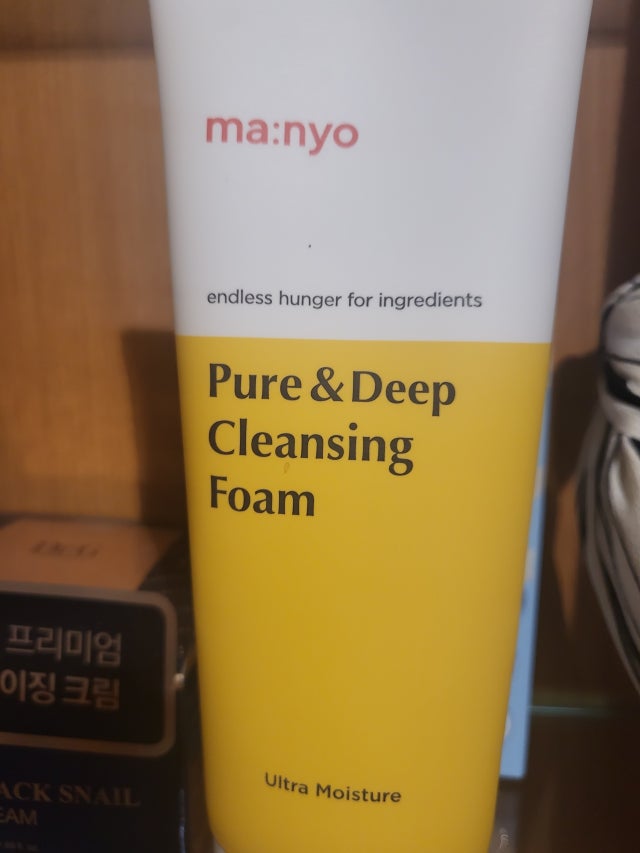 ma:nyo
endless hunger for ingredients
Pure & Deep
Cleansing
Foam
Ultra Moisture
프리미엄
이징 크림
ACK SNAIL
EAM